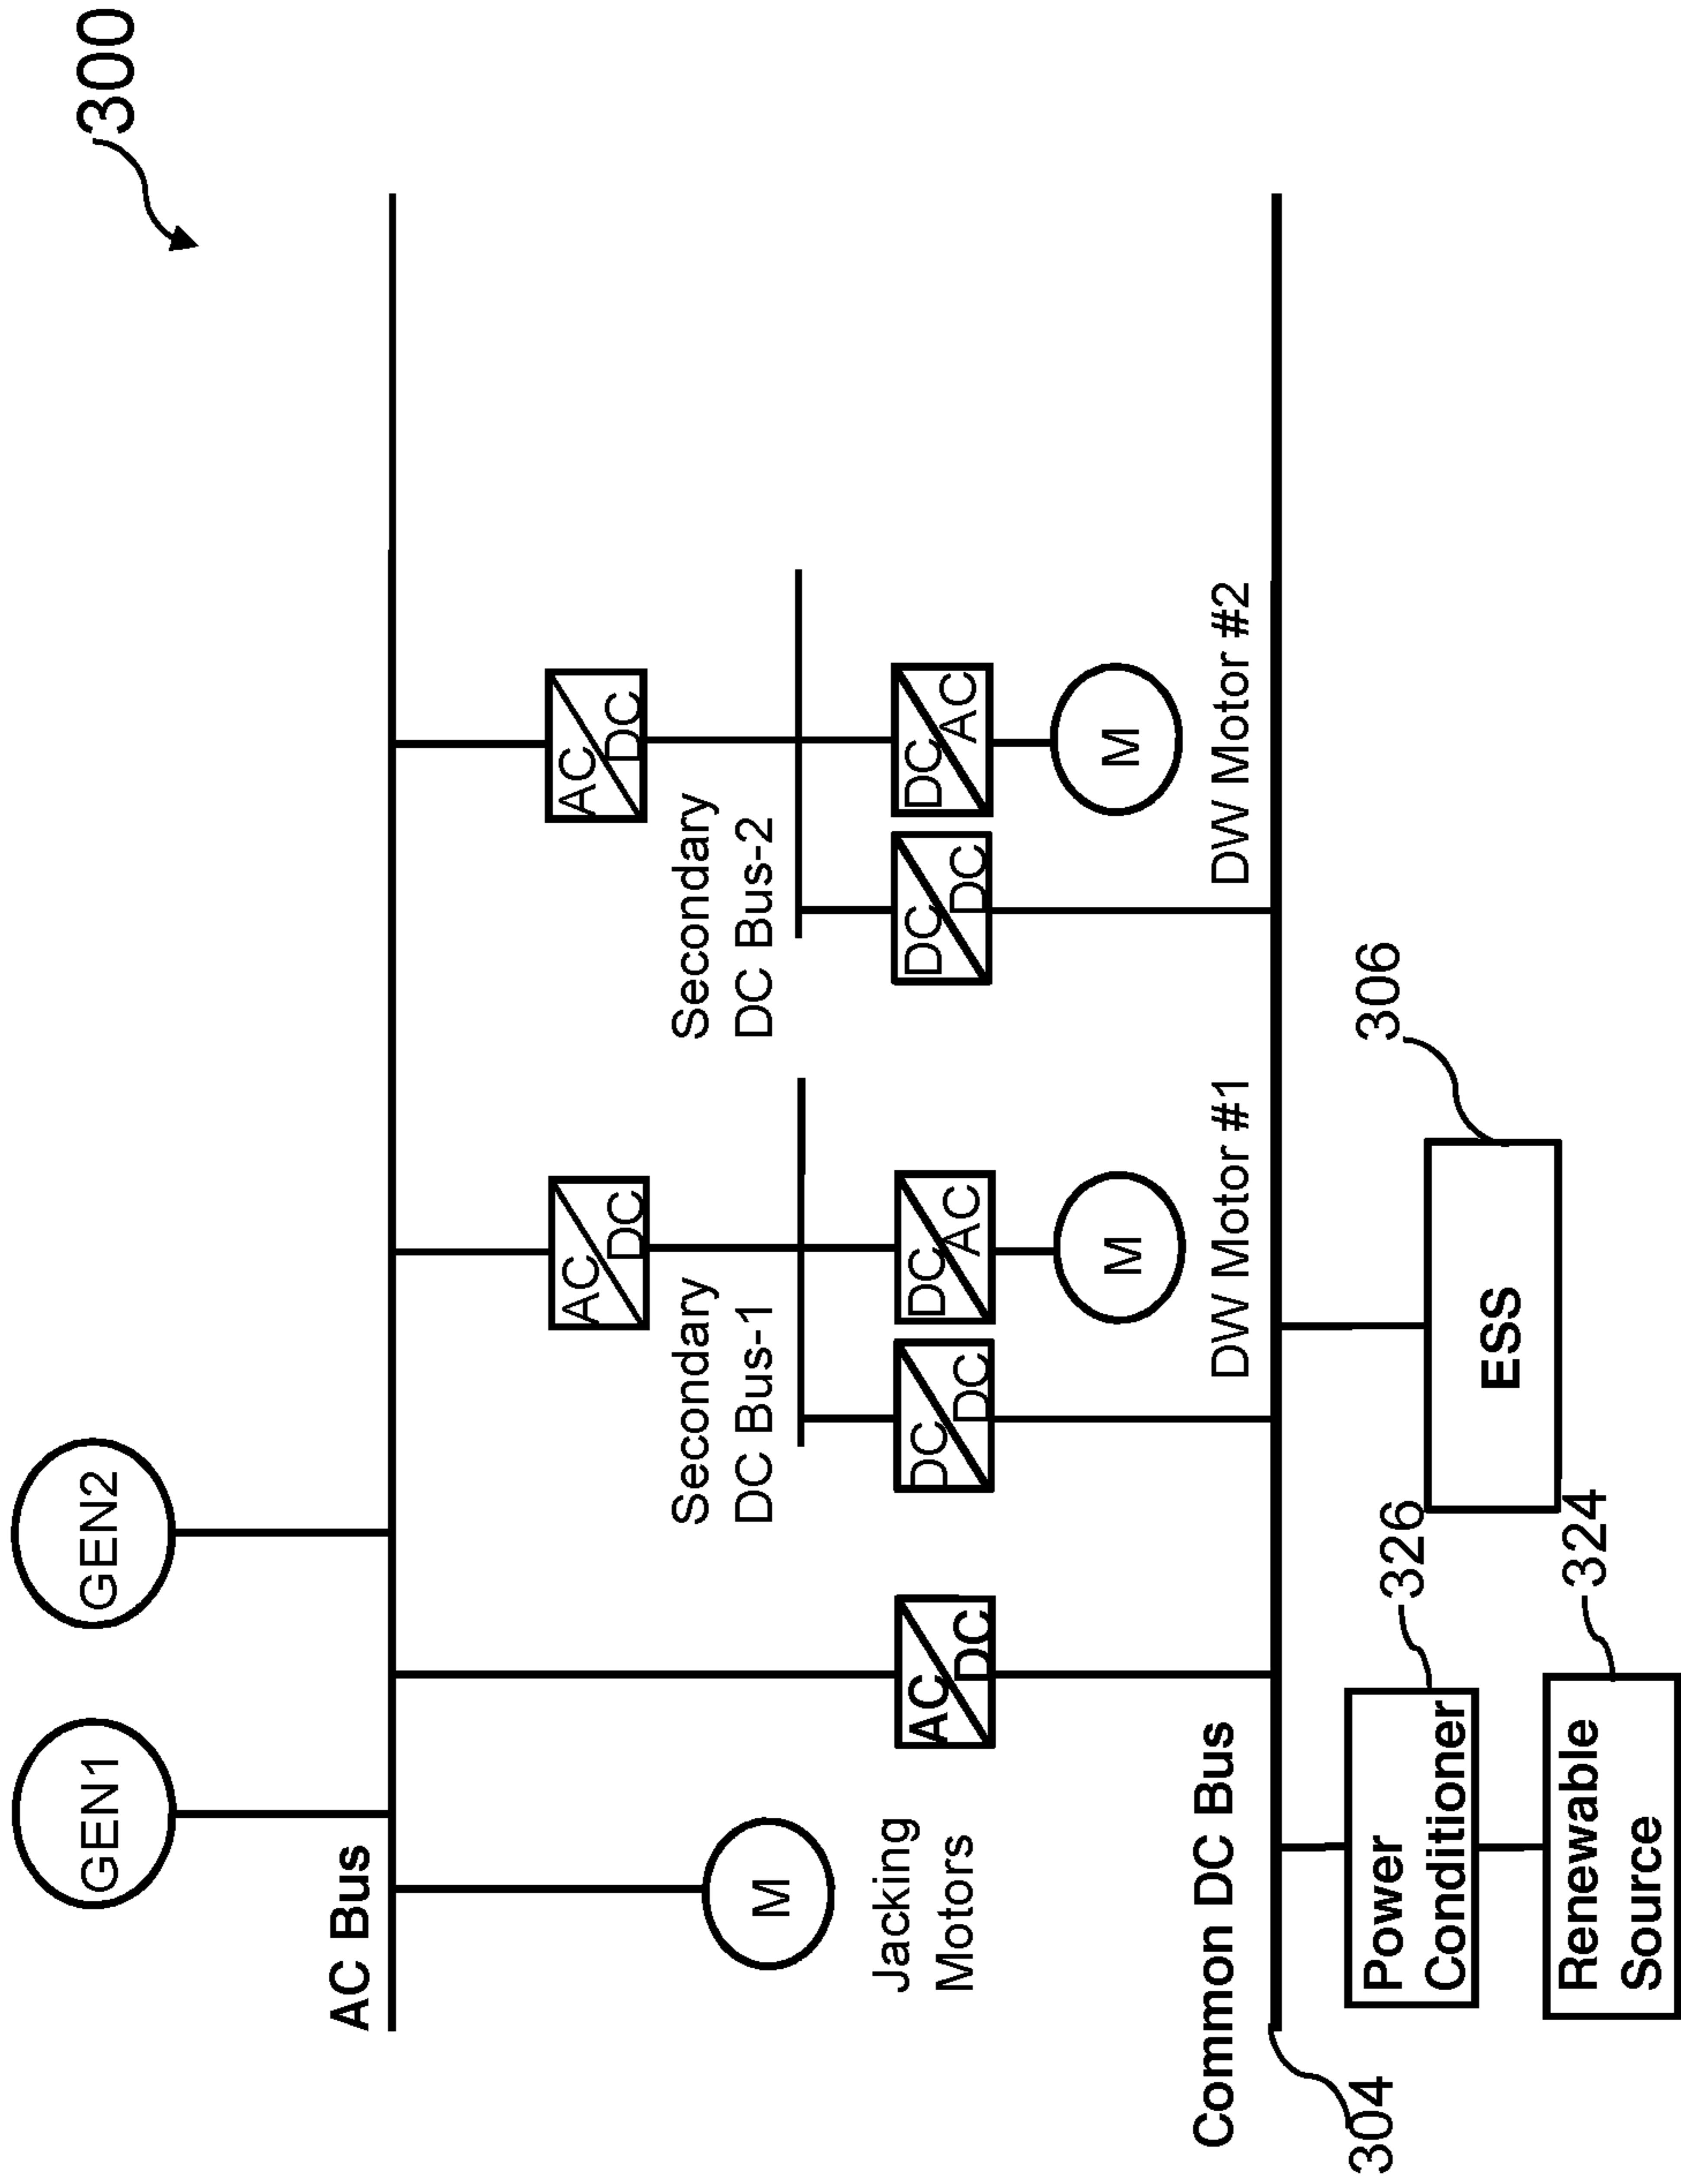 300
GEN1
GEN2
AC Bus
AC
DC
AC
DC
Secondary
DC Bus-1
Secondary
DC Bus-2
M
Jacking
Motors
AC
DC
DC
DC
DC
AC
DC
DC
DC
AC
M
M
Common DC Bus
DW Motor #1
DW Motor #2
304
306
Power
Conditioner
326
ESS
Renewable
Source
324